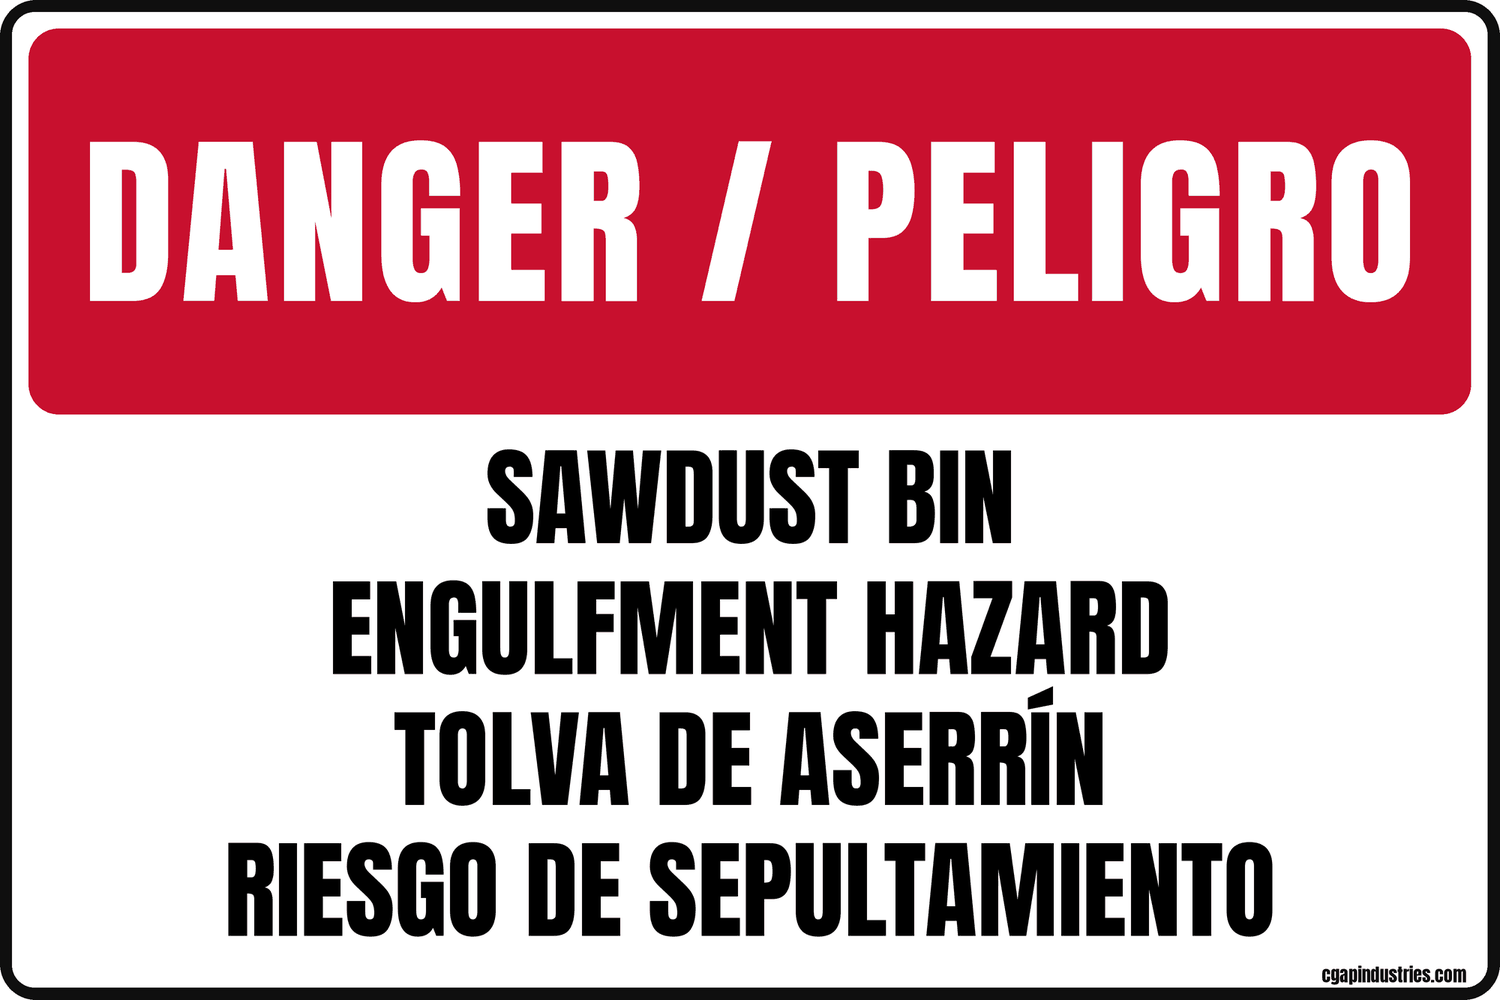 DANGER / PELIGRO
SAWDUST BIN
ENGULFMENT HAZARD
TOLVA DE ASERRÍN
RIESGO DE SEPULTAMIENTO
cgapindustries.com